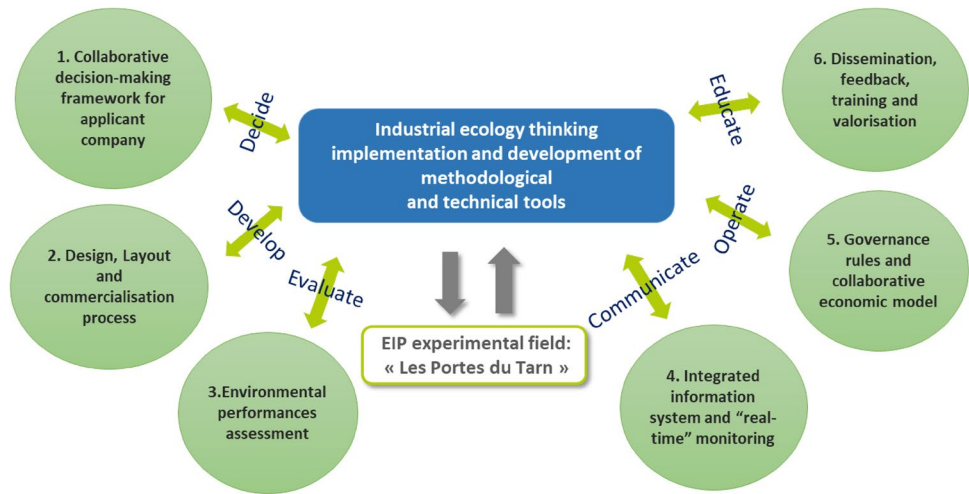 1. Collaborative
decision-making
framework for
applicant
company
Decide
2. Design, Layout
and
commercialisation
process
Develop
3.Environmental
performances
assessment
Evaluate
Industrial ecology thinking
implementation and development of
methodological
and technical tools
EIP experimental field:
« Les Portes du Tarn »
4. Integrated
information
system and “real-
time” monitoring
Communicate
5. Governance
rules and
collaborative
economic model
Operate
6. Dissemination,
feedback,
training and
valorisation
Educate